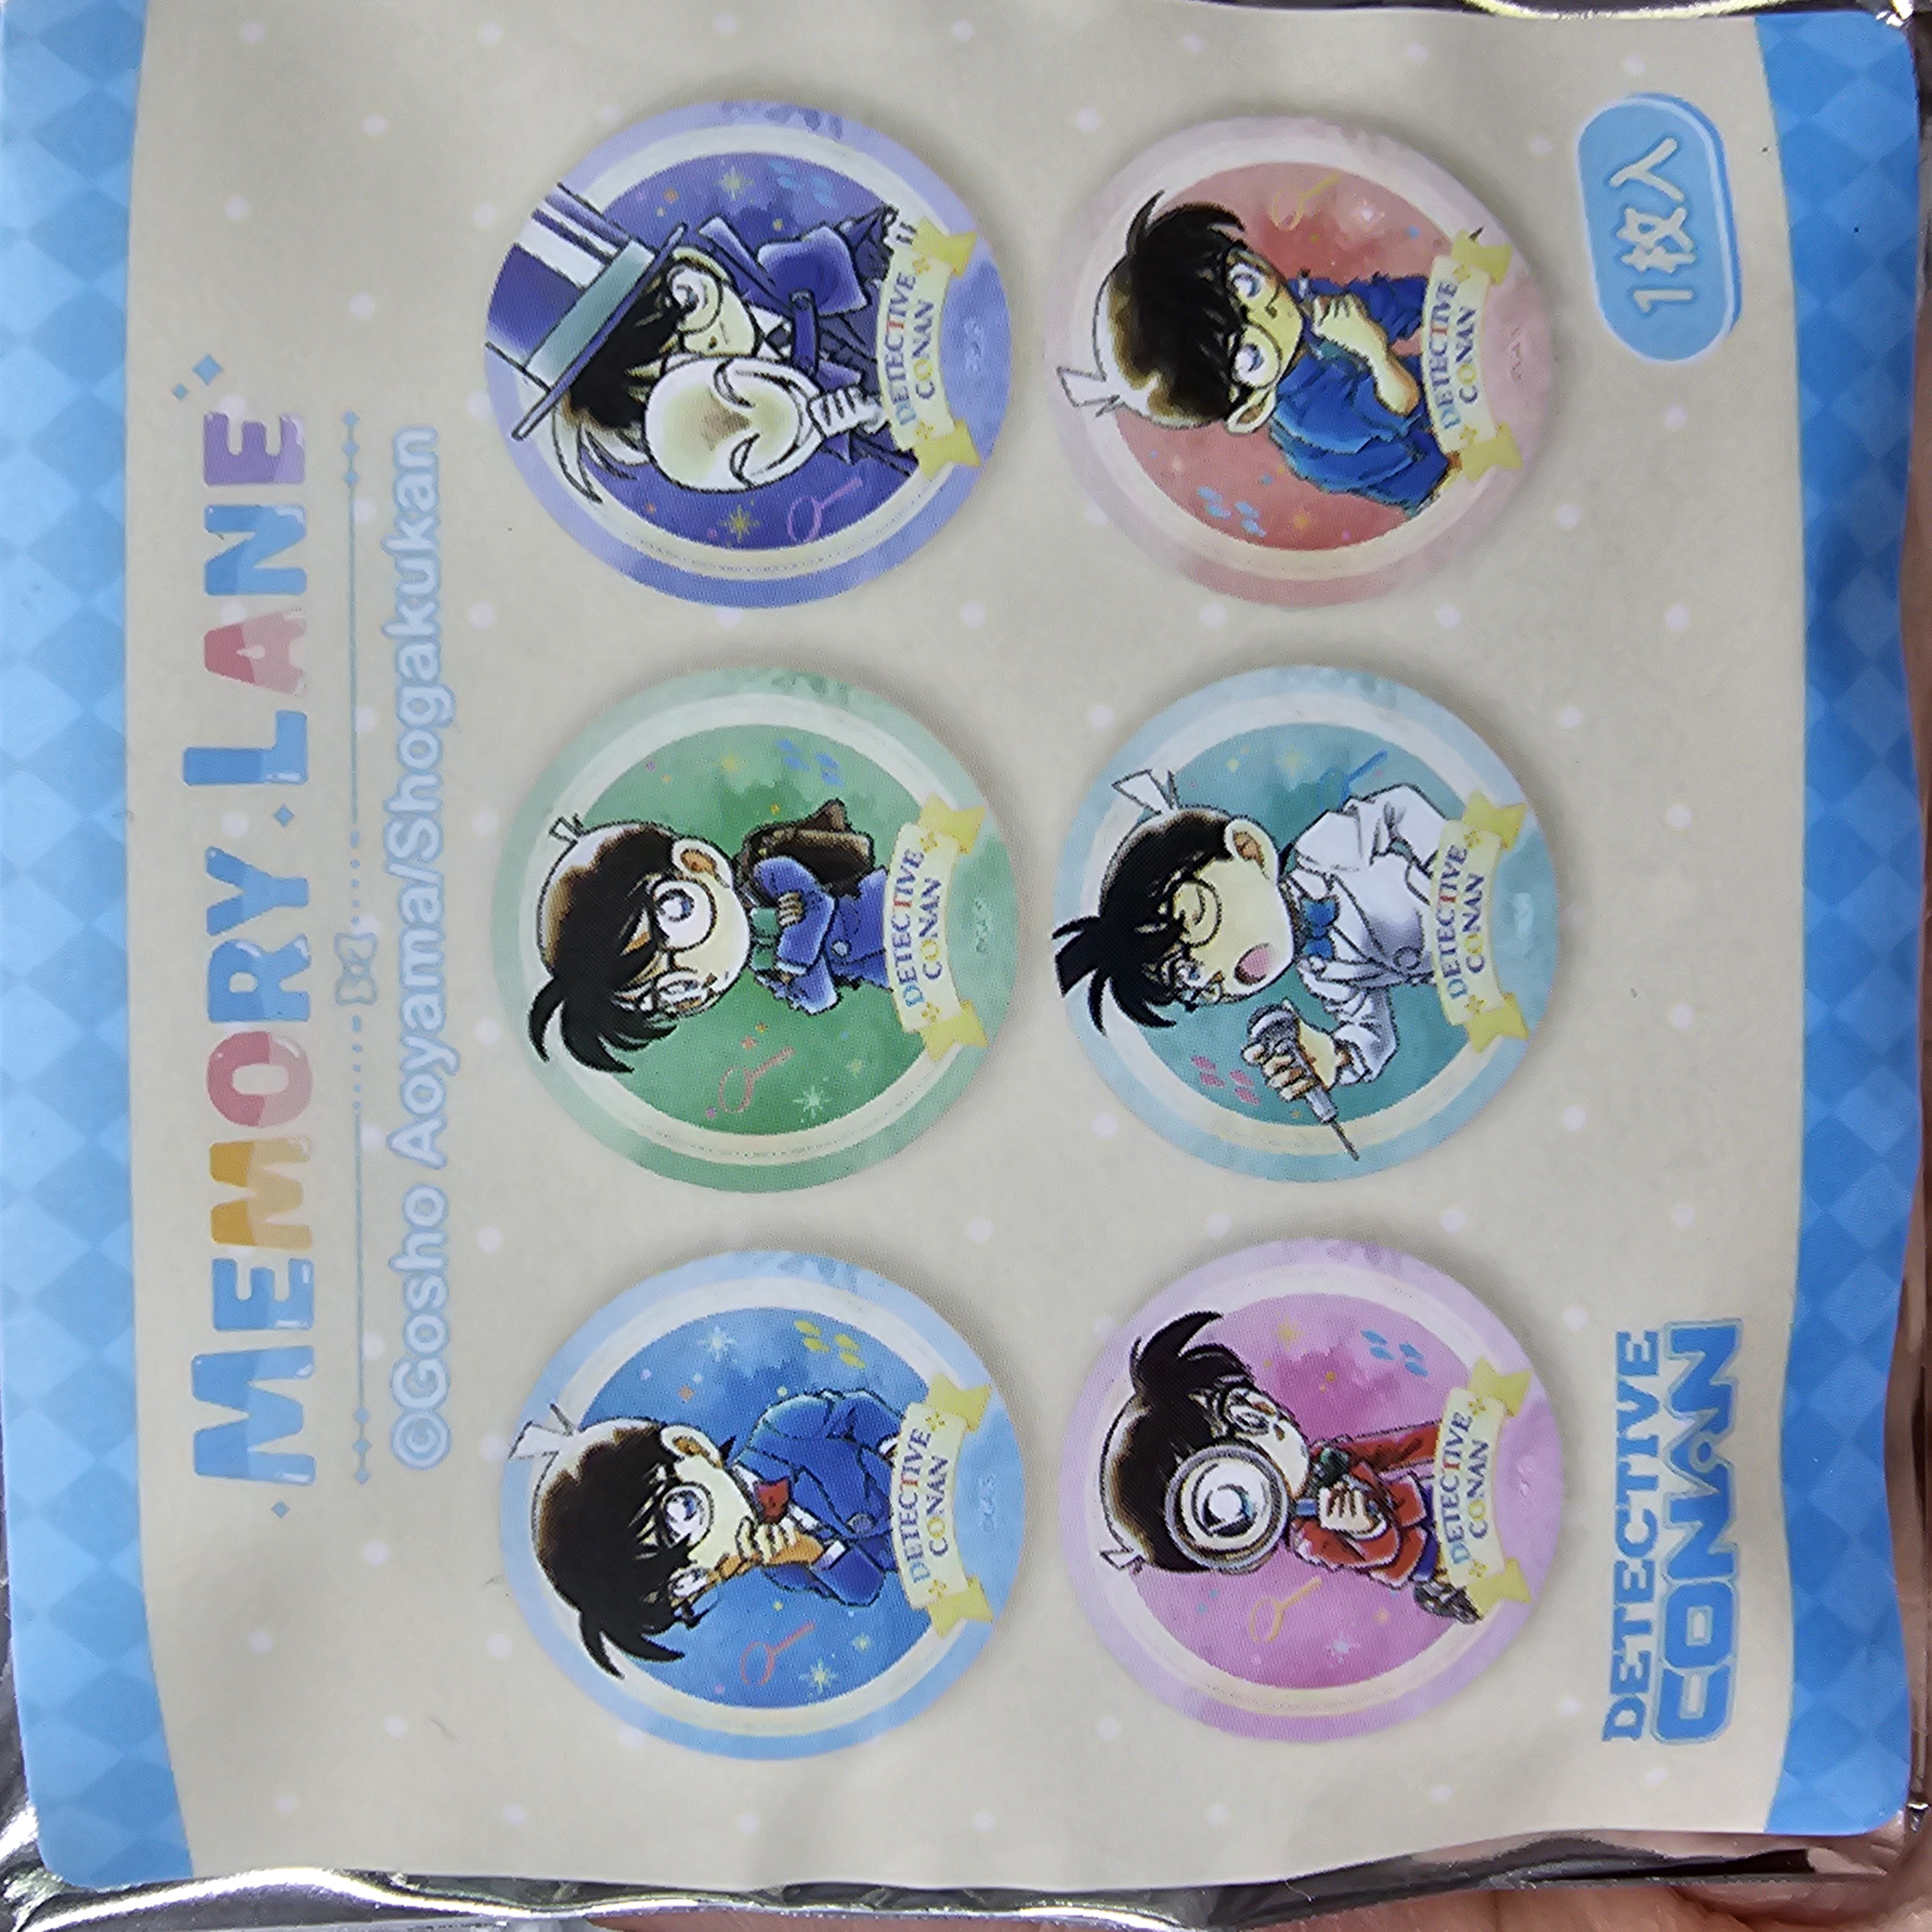 MEMORY LANE
©Gosho Aoyama/Shogakukan
DETECTIVE
CONAN
DETECTIVE
CONAN
DETECTIVE
CONAN
DETECTIVE
CONAN
DETECTIVE
CONAN
DETECTIVE
CONAN
DETECTIVE
CONAN
1枚入